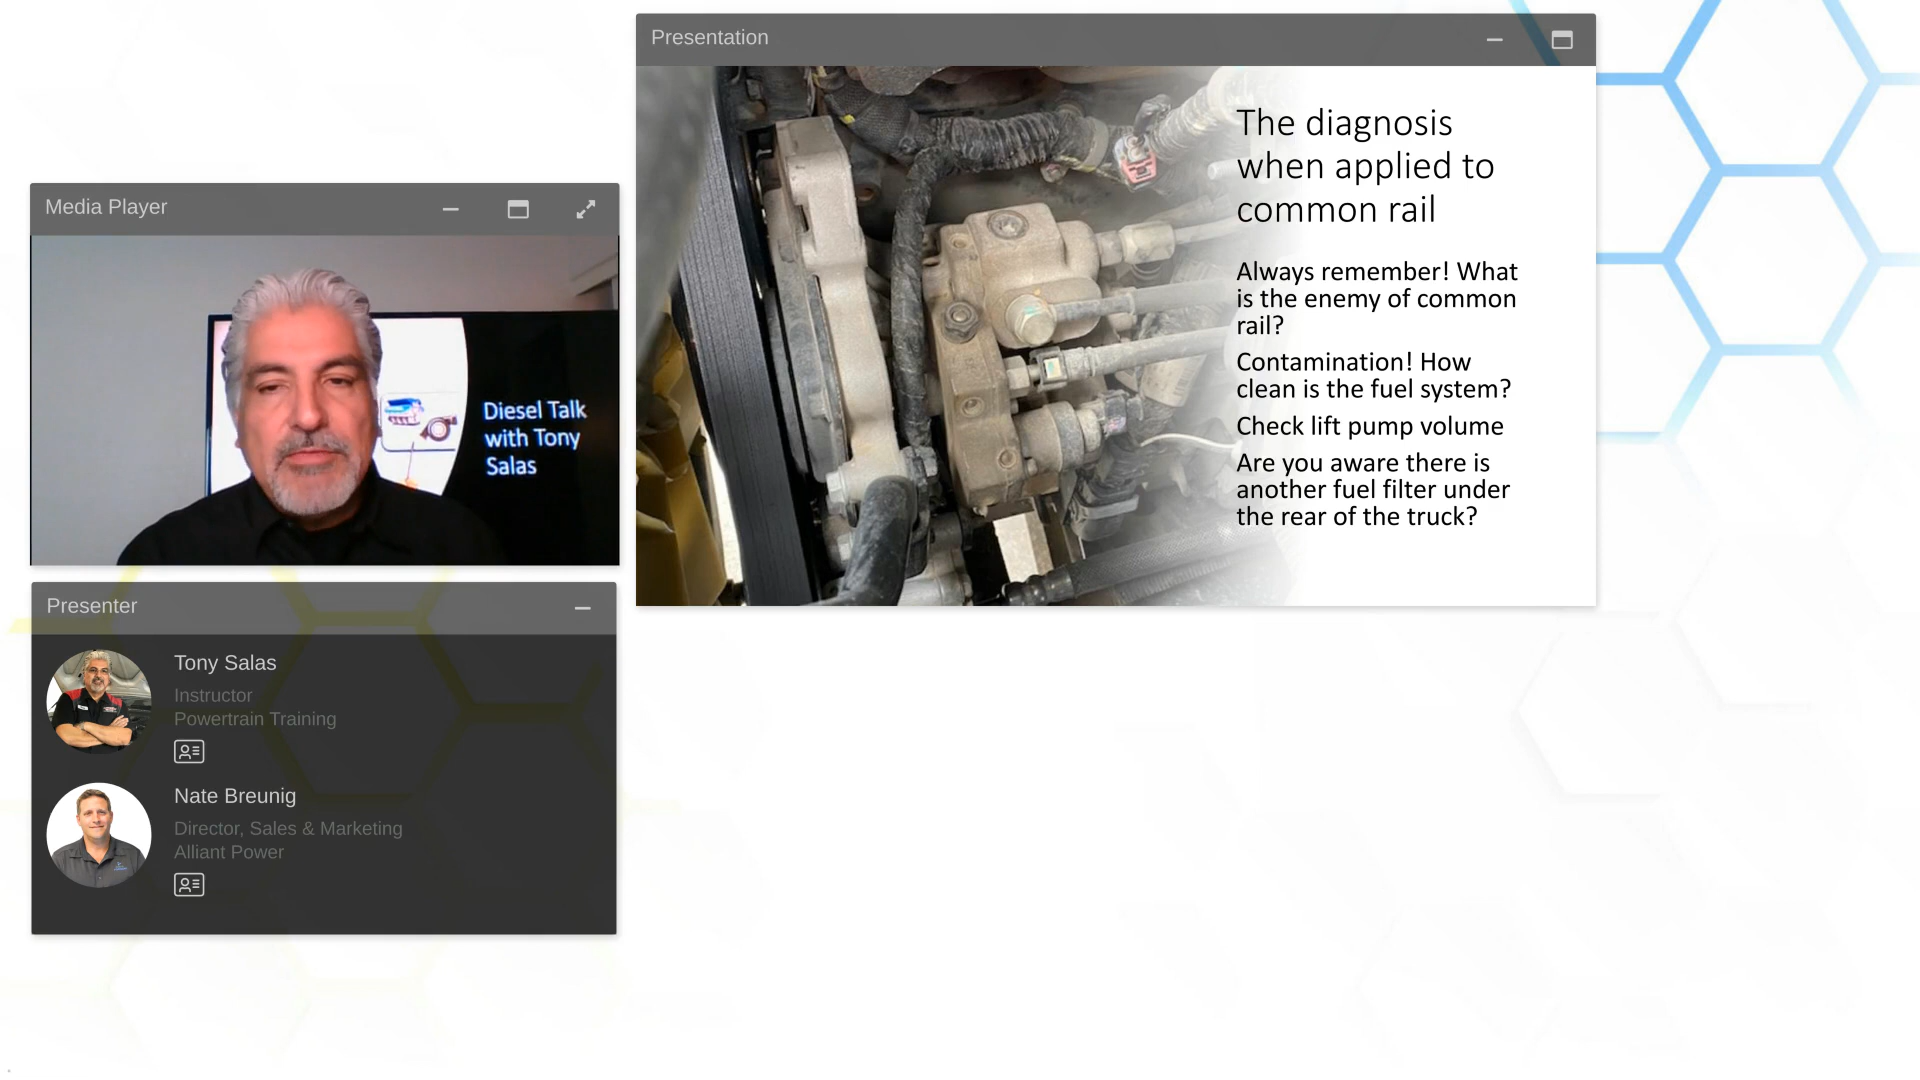 Presentation
The diagnosis
when applied to
common rail
Always remember! What
is the enemy of common
rail?
Contamination! How
clean is the fuel system?
Check lift pump volume
Are you aware there is
another fuel filter under
the rear of the truck?
Media Player
Diesel Talk
with Tony
Salas
Presenter
Tony Salas
Instructor
Powertrain Training
Nate Breunig
Director, Sales & Marketing
Alliant Power